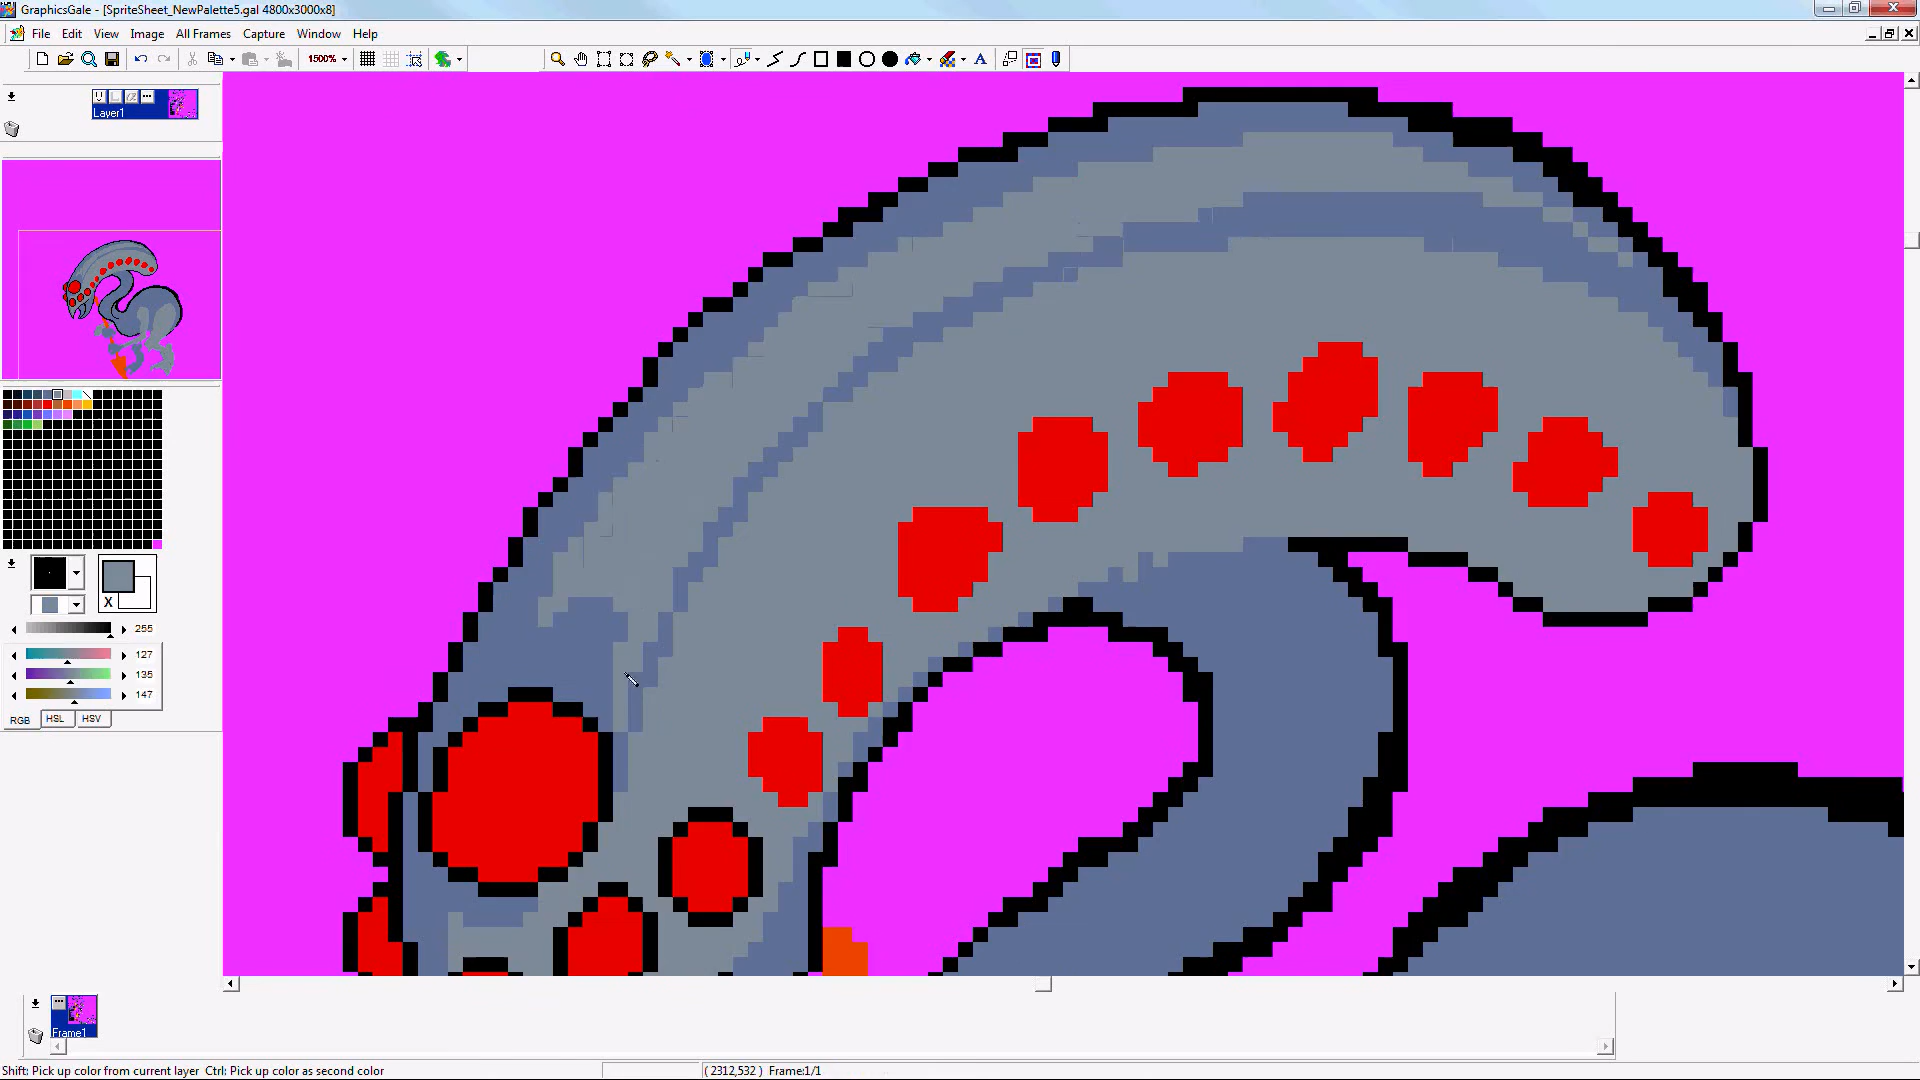 GraphicsGale - [SpriteSheet_NewPalette5.gal 4800x3000x8]
File Edit View Image All Frames Capture Window Help
1500%
A
Layer1
X
255
127
135
147
RGB HSL HSV
Frame1
Shift: Pick up color from current layer Ctrl: Pick up color as second color
( 2312,532 ) Frame:1/1